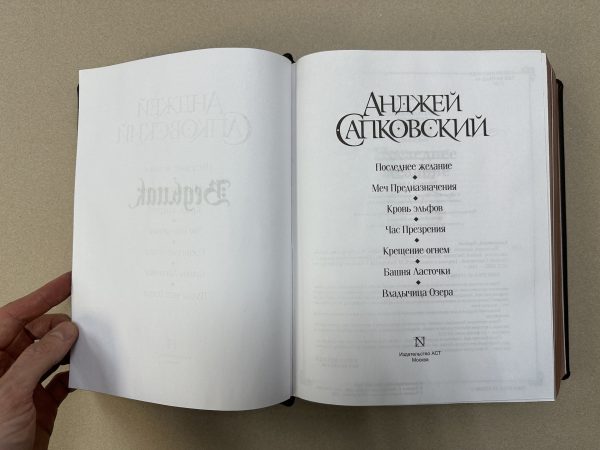 Ведьмак
АНДЖЕЙ
САПКОВСКИЙ
Последнее желание
Меч Предназначения
Кровь эльфов
Час Презрения
Крещение огнем
Башня Ласточки
Владычица Озера
Издательство АСТ
Москва